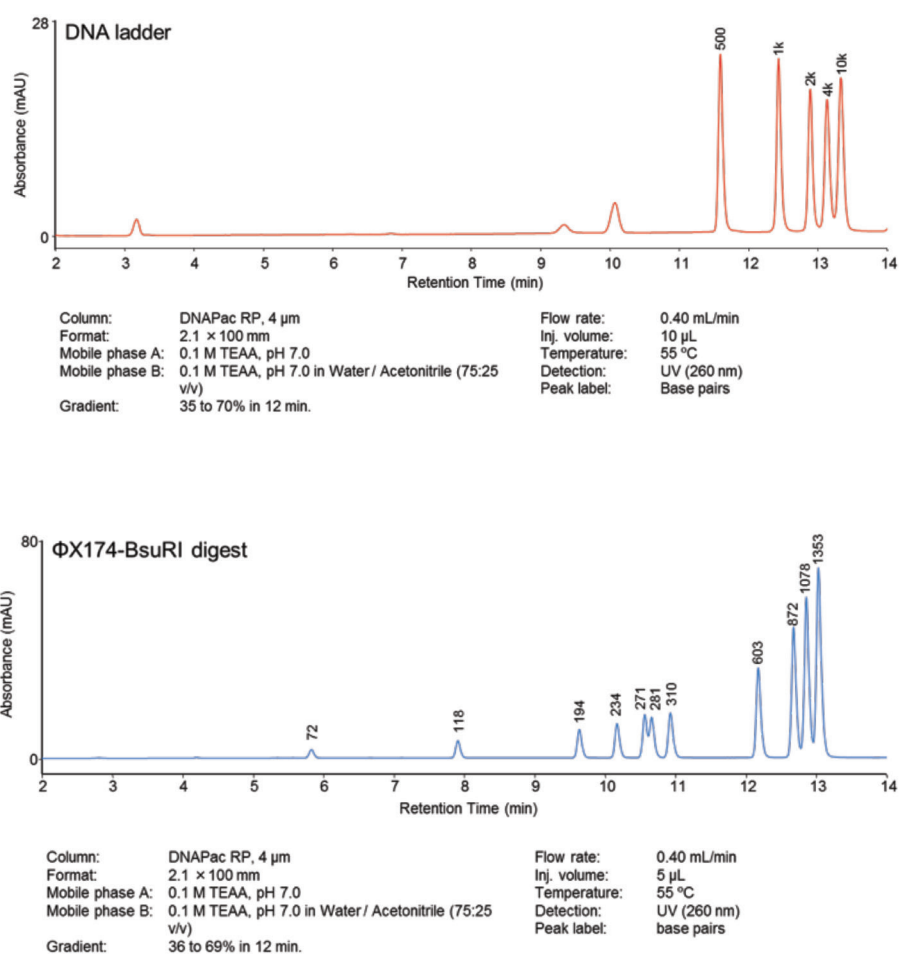 DNA ladder
28
0
Absorbance (mAU)
500
1k
2k
4k
10k
2 3 4 5 6 7 8 9 10 11 12 13 14
Retention Time (min)
Column: DNAPac RP, 4 µm
Format: 2.1 × 100 mm
Mobile phase A: 0.1 M TEAA, pH 7.0
Mobile phase B: 0.1 M TEAA, pH 7.0 in Water / Acetonitrile (75:25
v/v)
Gradient: 35 to 70% in 12 min.
Flow rate: 0.40 mL/min
Inj. volume: 10 µL
Temperature: 55 ºC
Detection: UV (260 nm)
Peak label: Base pairs
ΦX174-BsuRI digest
80
0
Absorbance (mAU)
72
118
194
234
271
281
310
603
872
1078
1353
2 3 4 5 6 7 8 9 10 11 12 13 14
Retention Time (min)
Column: DNAPac RP, 4 µm
Format: 2.1 × 100 mm
Mobile phase A: 0.1 M TEAA, pH 7.0
Mobile phase B: 0.1 M TEAA, pH 7.0 in Water / Acetonitrile (75:25
v/v)
Gradient: 36 to 69% in 12 min.
Flow rate: 0.40 mL/min
Inj. volume: 5 µL
Temperature: 55 ºC
Detection: UV (260 nm)
Peak label: base pairs